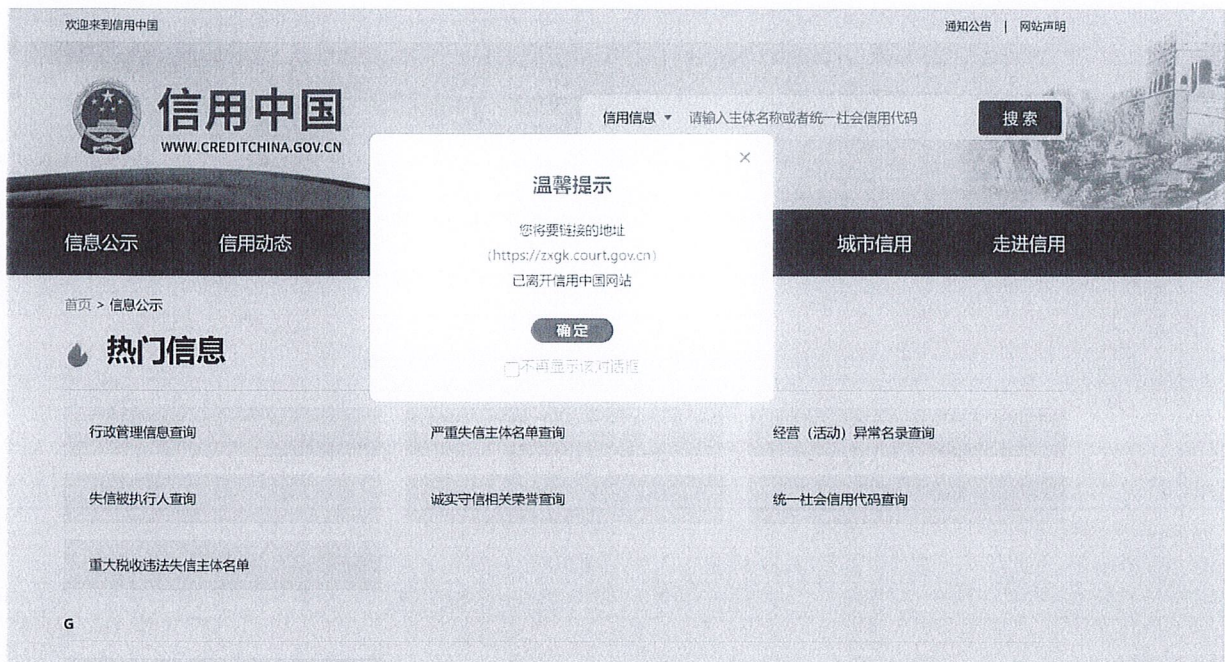 欢迎来到信用中国
通知公告 | 网站声明
信用中国
WWW.CREDITCHINA.GOV.CN
信用信息 请输入主体名称或者统一社会信用代码 搜索
温馨提示
您将要链接的地址
(https://zxgk.court.gov.cn)
已离开信用中国网站
确定
不再显示该对话框
信息公示 信用动态 城市信用 走进信用
首页 > 信息公示
热门信息
行政管理信息查询 严重失信主体名单查询 经营（活动）异常名录查询
失信被执行人查询 诚实守信相关荣誉查询 统一社会信用代码查询
重大税收违法失信主体名单
G